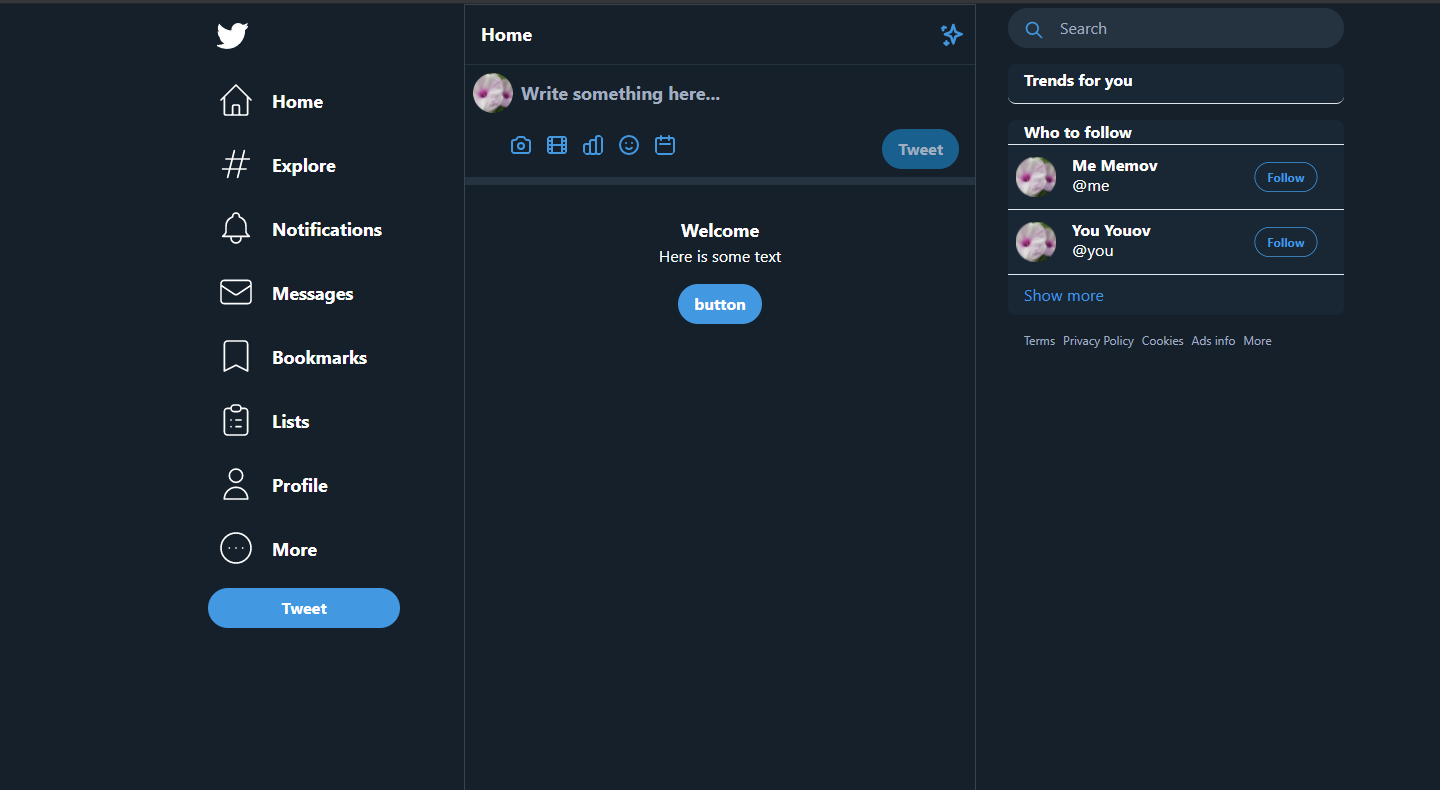 Home
Explore
Notifications
Messages
Bookmarks
Lists
Profile
More
Tweet
Home
Write something here...
Tweet
Welcome
Here is some text
button
Search
Trends for you
Who to follow
Me Memov
@me
Follow
You Youov
@you
Follow
Show more
Terms Privacy Policy Cookies Ads info More